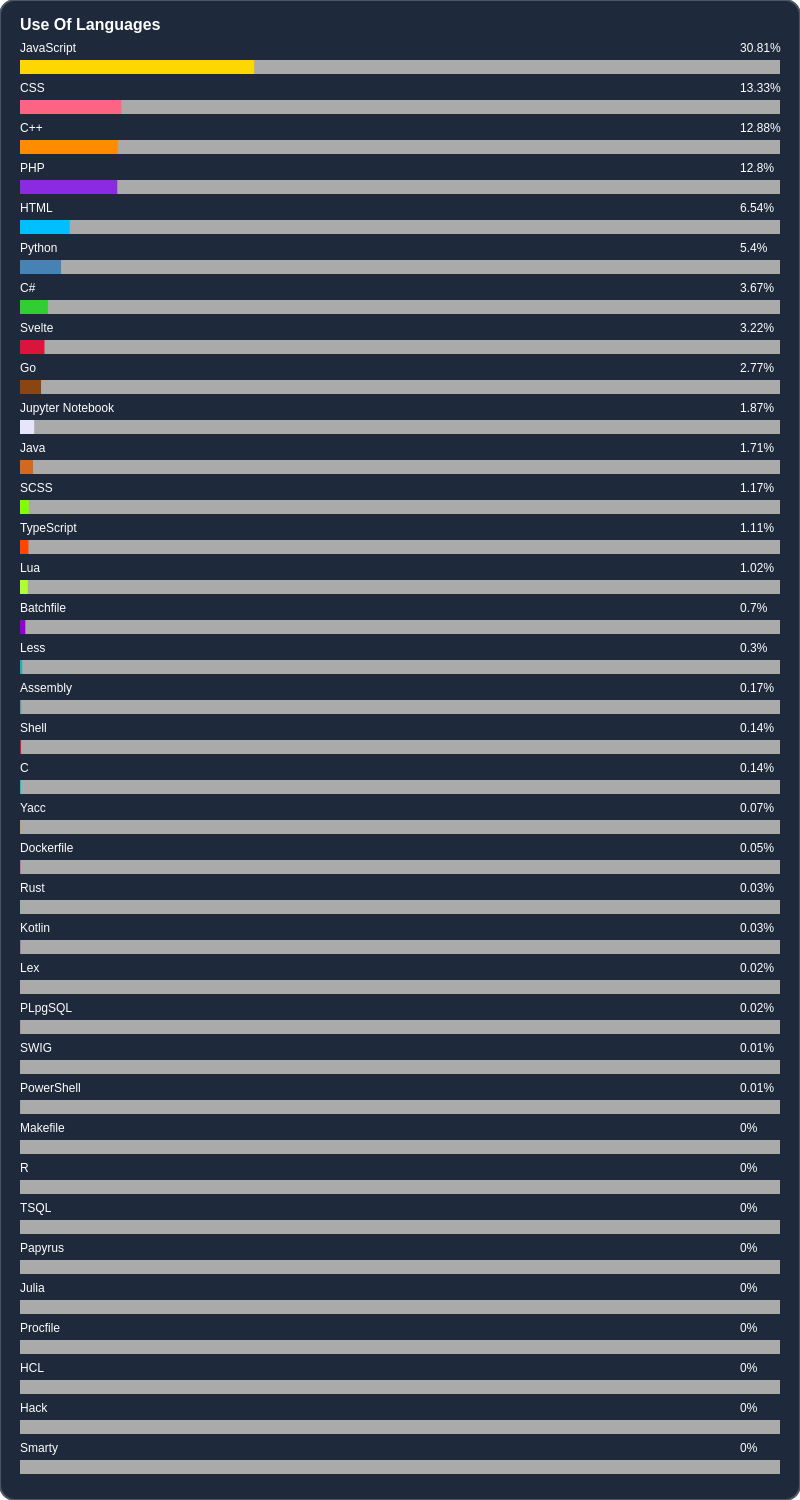 Use Of Languages
JavaScript 30.81%
CSS 13.33%
C++ 12.88%
PHP 12.8%
HTML 6.54%
Python 5.4%
C# 3.67%
Svelte 3.22%
Go 2.77%
Jupyter Notebook 1.87%
Java 1.71%
SCSS 1.17%
TypeScript 1.11%
Lua 1.02%
Batchfile 0.7%
Less 0.3%
Assembly 0.17%
Shell 0.14%
C 0.14%
Yacc 0.07%
Dockerfile 0.05%
Rust 0.03%
Kotlin 0.03%
Lex 0.02%
PLpgSQL 0.02%
SWIG 0.01%
PowerShell 0.01%
Makefile 0%
R 0%
TSQL 0%
Papyrus 0%
Julia 0%
Procfile 0%
HCL 0%
Hack 0%
Smarty 0%